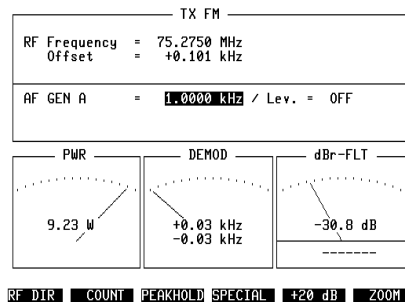 TX FM
RF Frequency = 75.2750 MHz
Offset = +0.101 kHz
AF GEN A = 1.0000 kHz / Lev. = OFF
PWR DEMOD dBr-FLT
9.23 W +0.03 kHz -30.8 dB
-0.03 kHz
-------
RF DIR COUNT PEAKHOLD SPECIAL +20 dB ZOOM